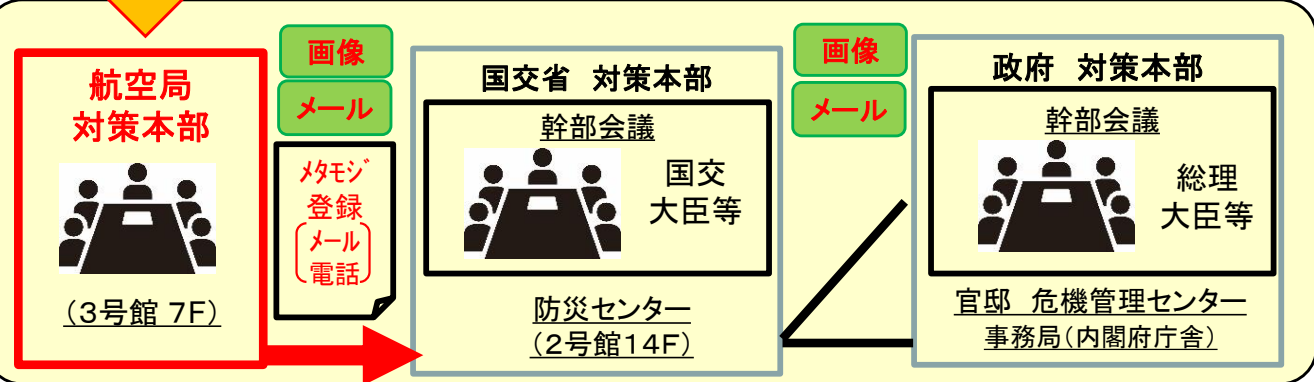 航空局
対策本部
(3号館 7F)
画像
メール
ﾒﾀﾓｼﾞ
登録
ﾒｰﾙ
電話
国交省 対策本部
幹部会議
国交
大臣等
防災センター
(2号館14F)
画像
メール
政府 対策本部
幹部会議
総理
大臣等
官邸 危機管理センター
事務局(内閣府庁舎)